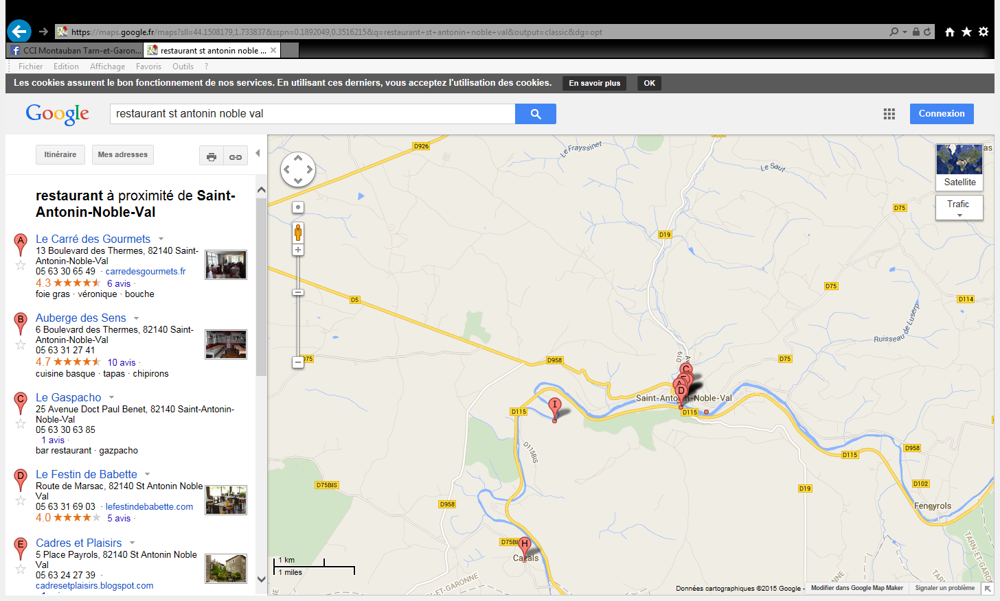 https://maps.google.fr/maps?sll=44.1508179,1.733837&sspn=0.1892049,0.3516215&q=restaurant+st+antonin+noble+val&output=classic&dg=opt
CCI Montauban Tarn-et-Garon...
restaurant st antonin noble ...
Fichier Edition Affichage Favoris Outils ?
Les cookies assurent le bon fonctionnement de nos services. En utilisant ces derniers, vous acceptez l'utilisation des cookies. En savoir plus OK
Google
restaurant st antonin noble val
Connexion
Itinéraire
Mes adresses
restaurant à proximité de Saint-
Antonin-Noble-Val
A
Le Carré des Gourmets
13 Boulevard des Thermes, 82140 Saint-
Antonin-Noble-Val
05 63 30 65 49 · carredesgourmets.fr
4.3 6 avis ·
foie gras · véronique · bouche
B
Auberge des Sens
6 Boulevard des Thermes, 82140 Saint-
Antonin-Noble-Val
05 63 31 27 41
4.7 10 avis ·
cuisine basque · tapas · chipirons
C
Le Gaspacho
25 Avenue Doct Paul Benet, 82140 Saint-Antonin-
Noble-Val
05 63 30 63 85
1 avis ·
bar restaurant · gazpacho
D
Le Festin de Babette
Route de Marsac, 82140 St Antonin Noble
Val
05 63 31 69 03 · lefestindebabette.com
4.0 5 avis ·
E
Cadres et Plaisirs
5 Place Payrols, 82140 St Antonin Noble
Val
05 63 24 27 39 ·
cadresetplaisirs.blogspot.com
D926
Le Frayssinet
Le Saut
Satellite
Trafic
D75
D19
D75
D5
D114
Ruisseau de Luserp
D75
D958
D19
Av
D75
C
E
A
D
Saint-Antonin-Noble-Val
D115
I
D115
D115BIS
D115
D958
D75BIS
D19
D102
D958
Feneyrols
H
Cazals
1 km
1 miles
TARN-ET-GARONNE
TARN-ET-
Données cartographiques ©2015 Google -
Modifier dans Google Map Maker
Signaler un problème